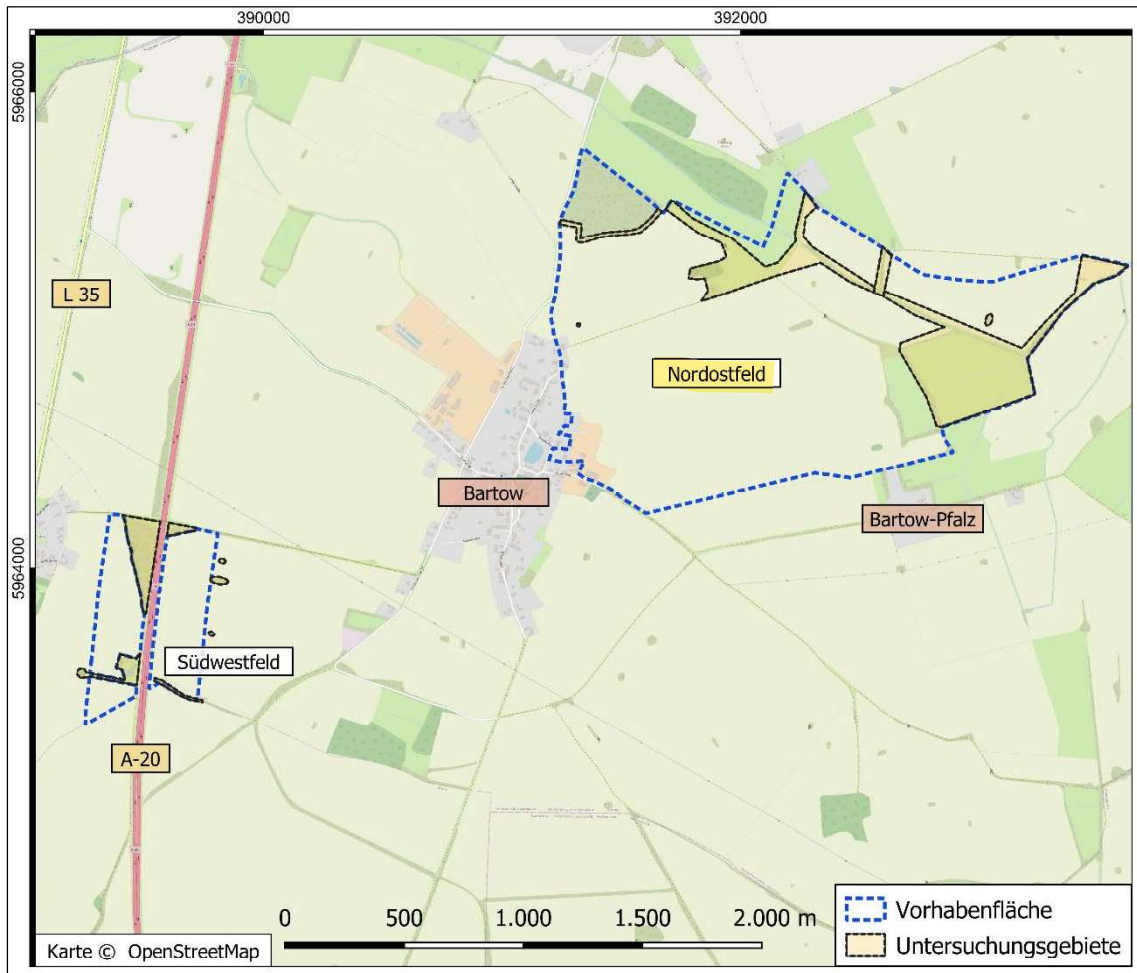 390000
392000
5966000
L 35
Nordostfeld
Bartow
Bartow-Pfalz
5964000
Südwestfeld
A-20
0 500 1.000 1.500 2.000 m
Vorhabenfläche
Untersuchungsgebiete
Karte © OpenStreetMap